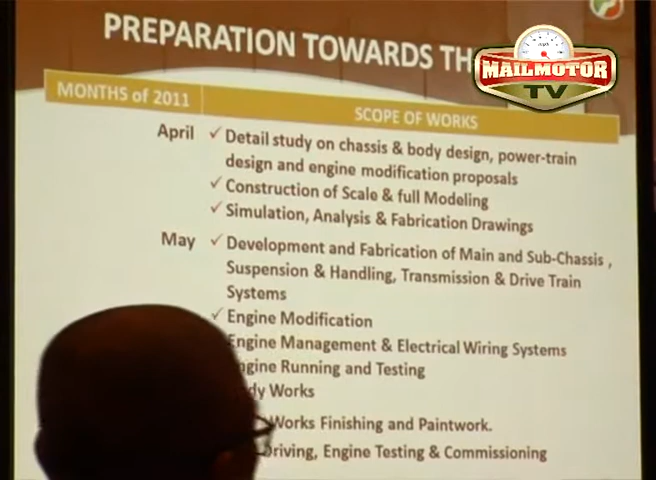 PREPARATION TOWARDS
MAILMOTOR
TV
MONTHS of 2011
SCOPE OF WORKS
April ✓ Detail study on chassis & body design, power-train
design and engine modification proposals
✓ Construction of Scale & full Modeling
✓ Simulation, Analysis & Fabrication Drawings
May ✓ Development and Fabrication of Main and Sub-Chassis ,
Suspension & Handling, Transmission & Drive Train
Systems
✓ Engine Modification
Engine Management & Electrical Wiring Systems
Running and Testing
Works
Works Finishing and Paintwork.
Driving, Engine Testing & Commissioning